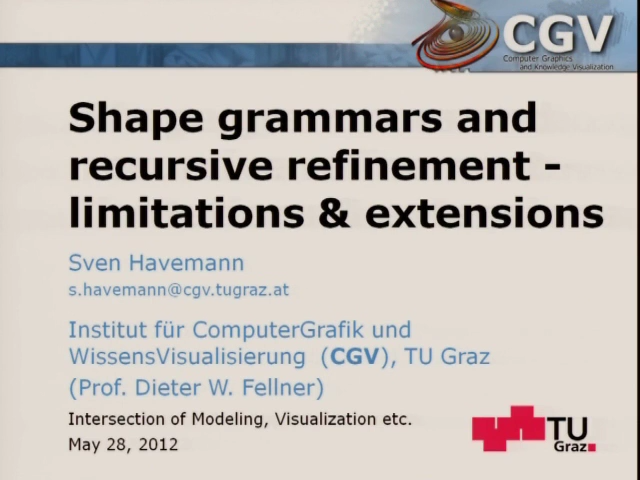 CGV
Computer Graphics
and Knowledge Visualization
Shape grammars and
recursive refinement -
limitations & extensions
Sven Havemann
s.havemann@cgv.tugraz.at
Institut für ComputerGrafik und
WissensVisualisierung (CGV), TU Graz
(Prof. Dieter W. Fellner)
Intersection of Modeling, Visualization etc.
May 28, 2012
TU
Graz